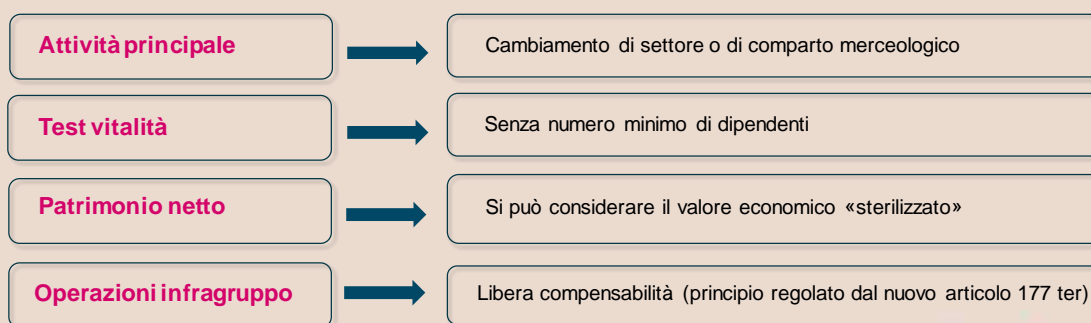 Attività principale
Cambiamento di settore o di comparto merceologico
Test vitalità
Senza numero minimo di dipendenti
Patrimonio netto
Si può considerare il valore economico «sterilizzato»
Operazioni infragruppo
Libera compensabilità (principio regolato dal nuovo articolo 177 ter)